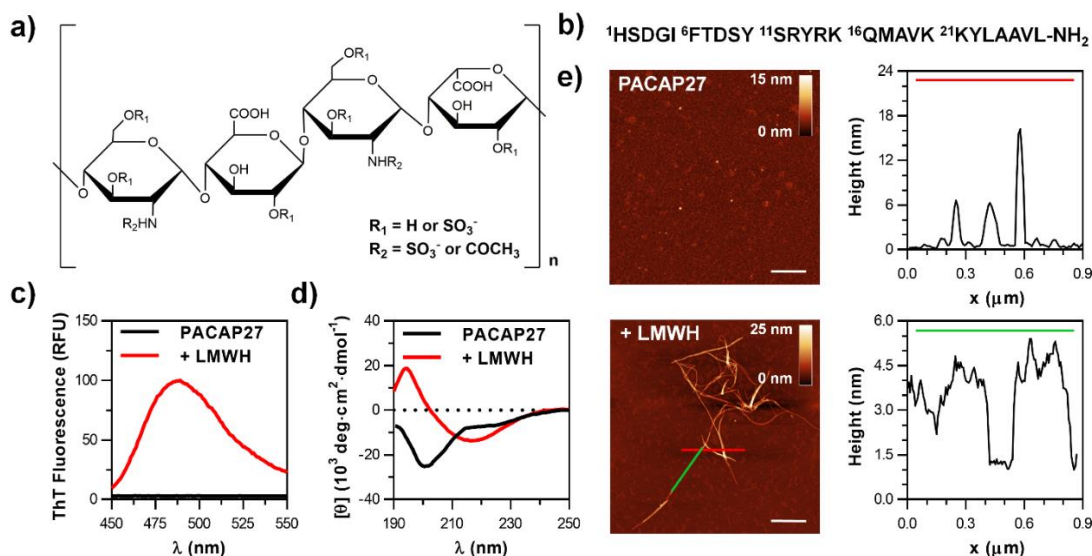 a)
OR₁
COOH
OR₁
COOH
OR₁
O
OR₁
O
OH
OR₁
O
OR₁
O
OH
O
NHR₂
OR₁
O
R₂HN
O
OR₁
R₁ = H or SO₃⁻
R₂ = SO₃⁻ or COCH₃
n
b) ¹HSDGI ⁶FTDSY ¹¹SRYRK ¹⁶QMAVK ²¹KYLAAVL-NH₂
c)
ThT Fluorescence (RFU)
150
125
100
75
50
25
0
PACAP27
+ LMWH
450 475 500 525 550
λ (nm)
d)
[θ] (10³ deg·cm²·dmol⁻¹)
40
20
0
-20
-40
PACAP27
+ LMWH
190 210 230 250
λ (nm)
e)
PACAP27
15 nm
0 nm
Height (nm)
24
18
12
6
0
0.0 0.3 0.6 0.9
x (μm)
+ LMWH
25 nm
0 nm
Height (nm)
6.0
4.5
3.0
1.5
0.0
0.0 0.3 0.6 0.9
x (μm)